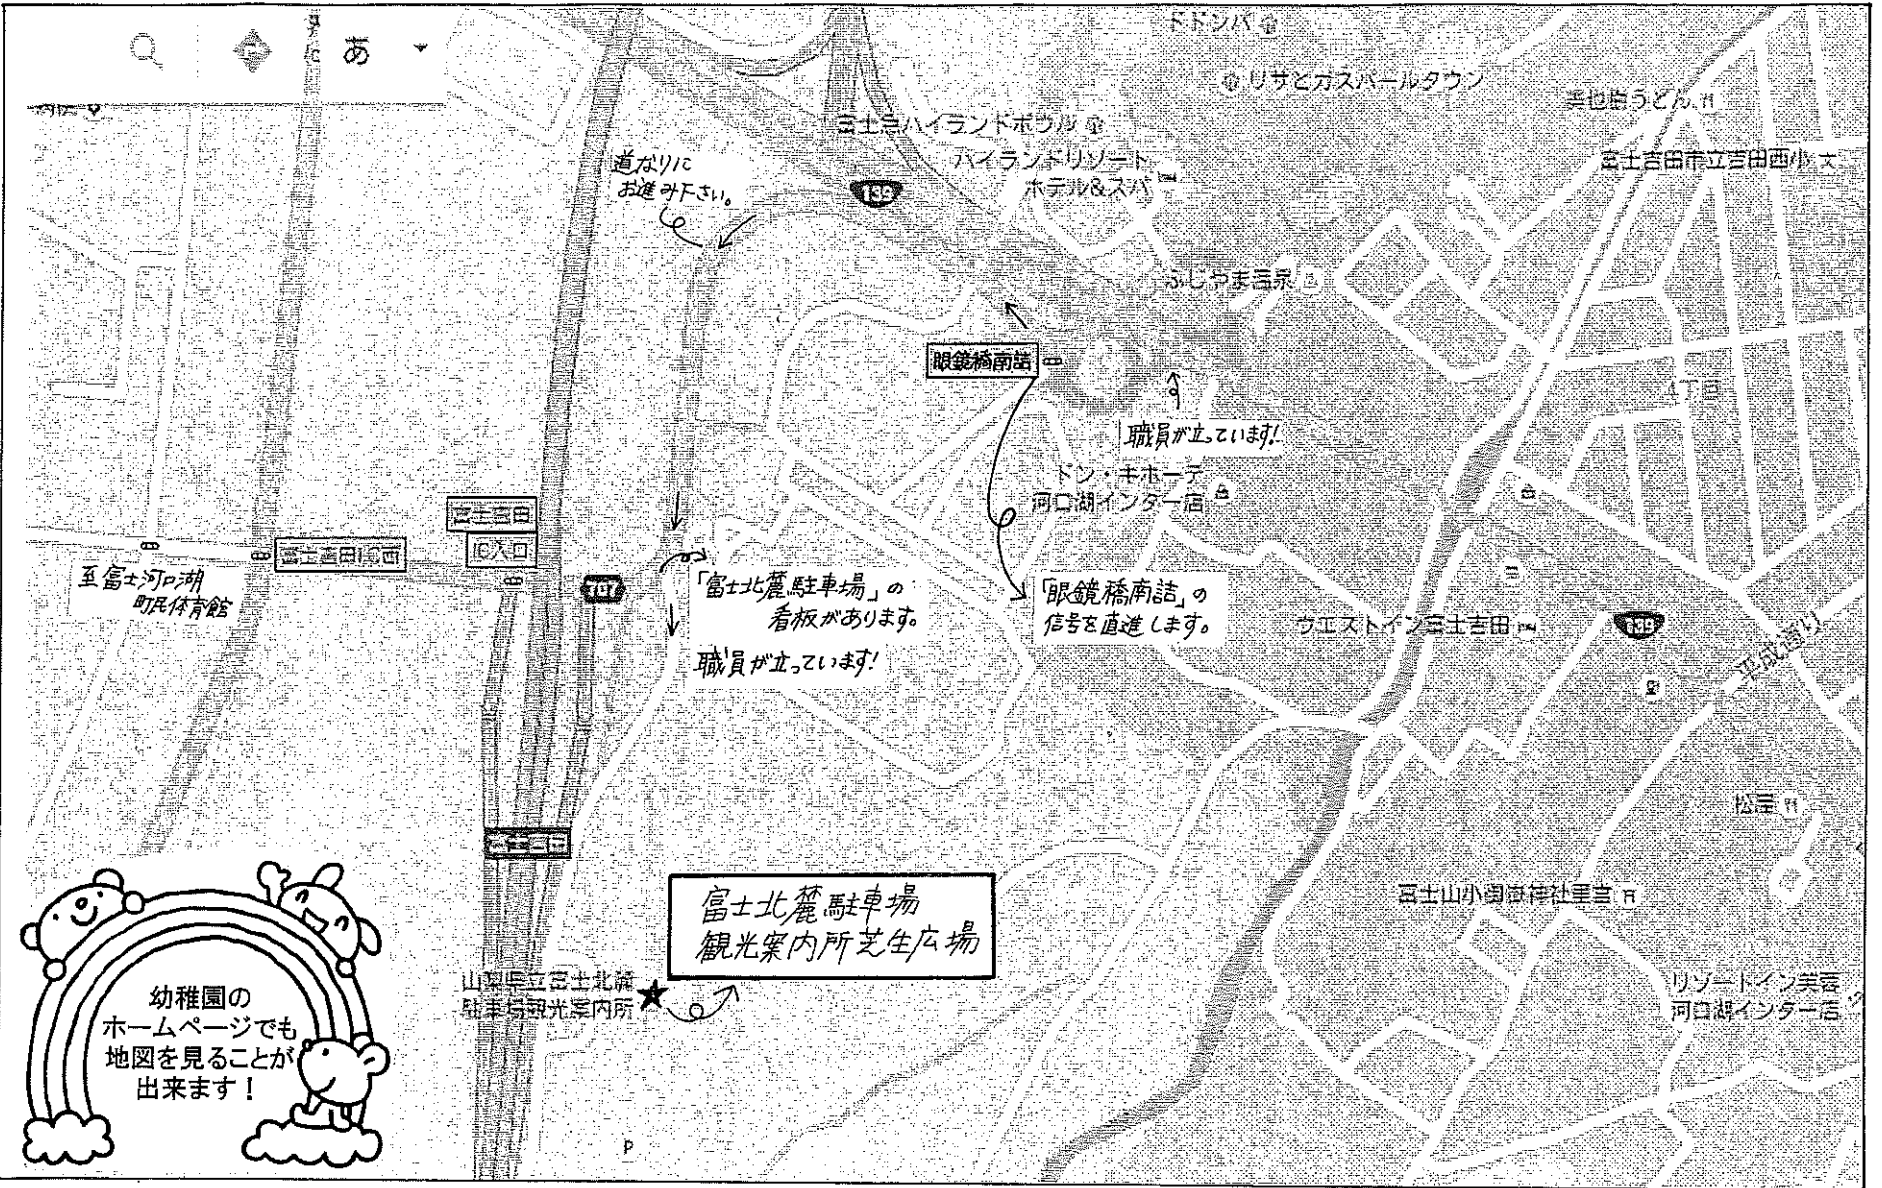 あ
ドドンパ
リザとガスパールタウン
美也樹うどん
富士急ハイランドボウル
ハイランドリゾート
ホテル&スパ
富士吉田市立吉田西小
文
139
道なりに
お進み下さい。
ふじやま温泉
眼鏡橋南詰
4丁目
職員が立っています!
ドン・キホーテ
河口湖インター店
富士吉田
IC入口
富士吉田IC西
至富士河口湖
町民体育館
707
「富士北麓駐車場」の
看板があります。
職員が立っています!
「眼鏡橋南詰」の
信号を直進します。
ウエストイン富士吉田
139
平成通り
松屋
富士山小御嶽神社里宮
富士北麓駐車場
観光案内所芝生広場
山梨県立富士北麓
駐車場観光案内所
リゾートイン芙蓉
河口湖インター店
幼稚園の
ホームページでも
地図を見ることが
出来ます!
P